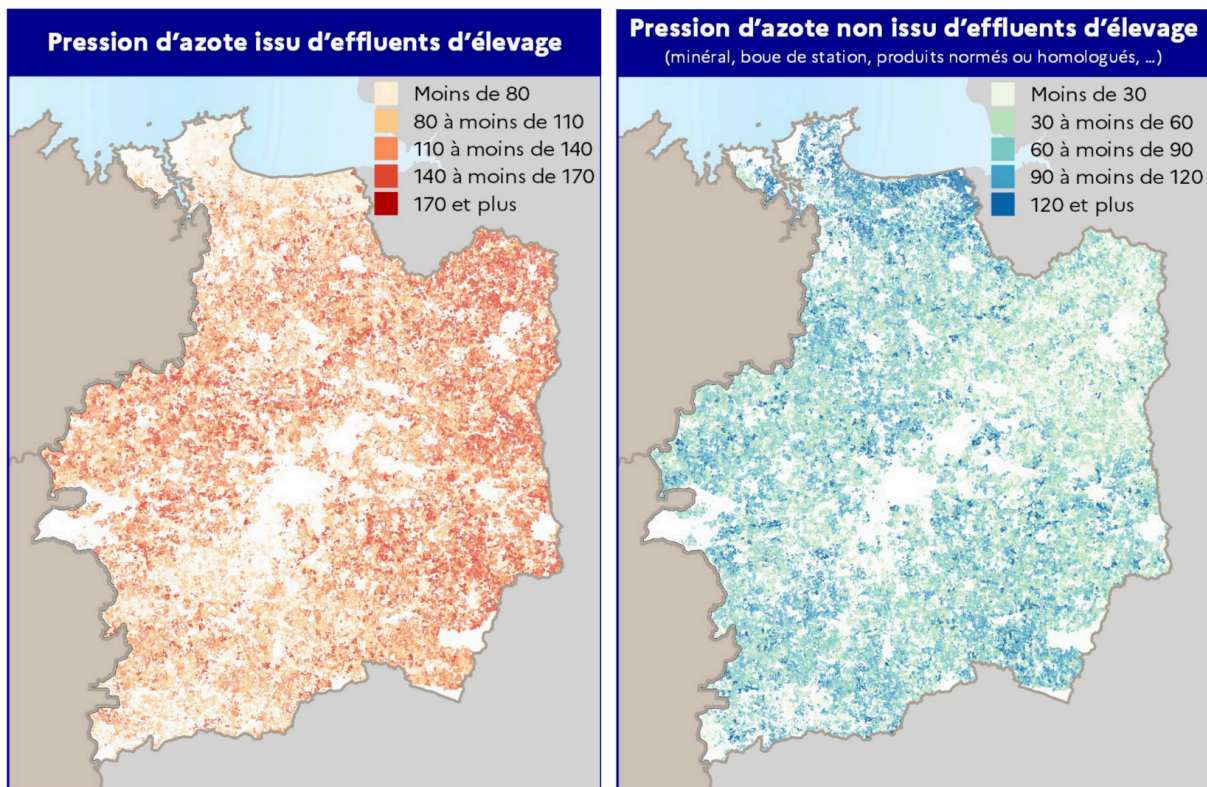 Pression d'azote issu d'effluents d'élevage
Moins de 80
80 à moins de 110
110 à moins de 140
140 à moins de 170
170 et plus
Pression d'azote non issu d'effluents d'élevage
(minéral, boue de station, produits normés ou homologués, ...)
Moins de 30
30 à moins de 60
60 à moins de 90
90 à moins de 120
120 et plus